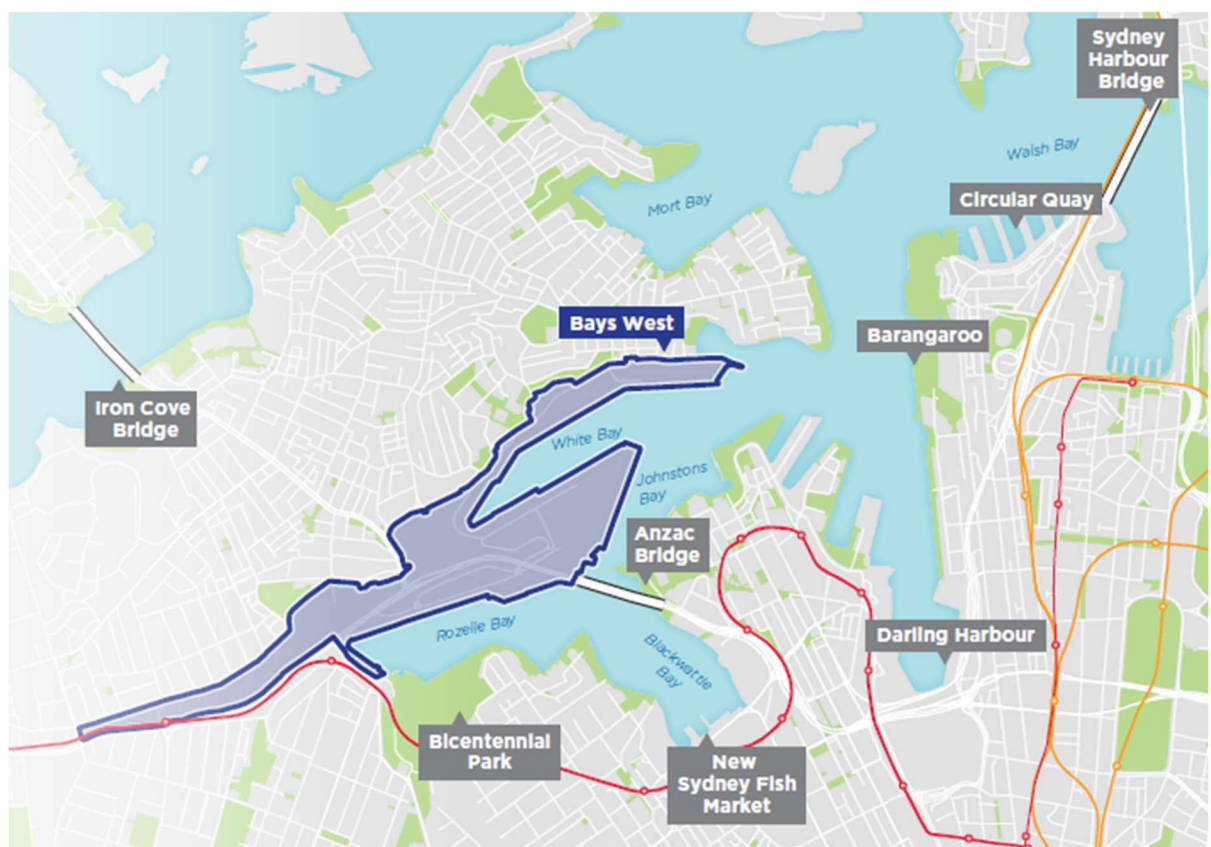 Sydney
Harbour
Bridge
Walsh Bay
Circular Quay
Mort Bay
Bays West
Barangaroo
Iron Cove
Bridge
White Bay
Johnstons
Bay
Anzac
Bridge
Rozelle Bay
Blackwattle
Bay
Darling Harbour
Bicentennial
Park
New
Sydney Fish
Market